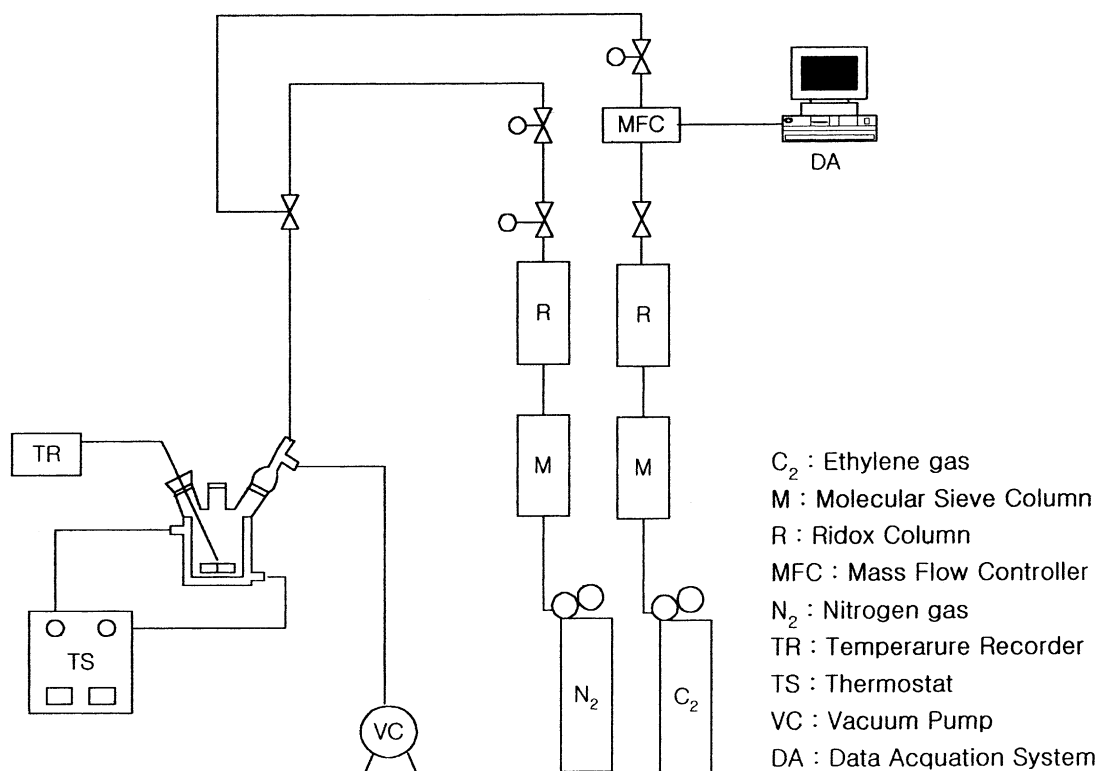 MFC
DA
R
R
M
M
TR
TS
N₂
C₂
VC
C₂ : Ethylene gas
M : Molecular Sieve Column
R : Ridox Column
MFC : Mass Flow Controller
N₂ : Nitrogen gas
TR : Temperarure Recorder
TS : Thermostat
VC : Vacuum Pump
DA : Data Acquation System